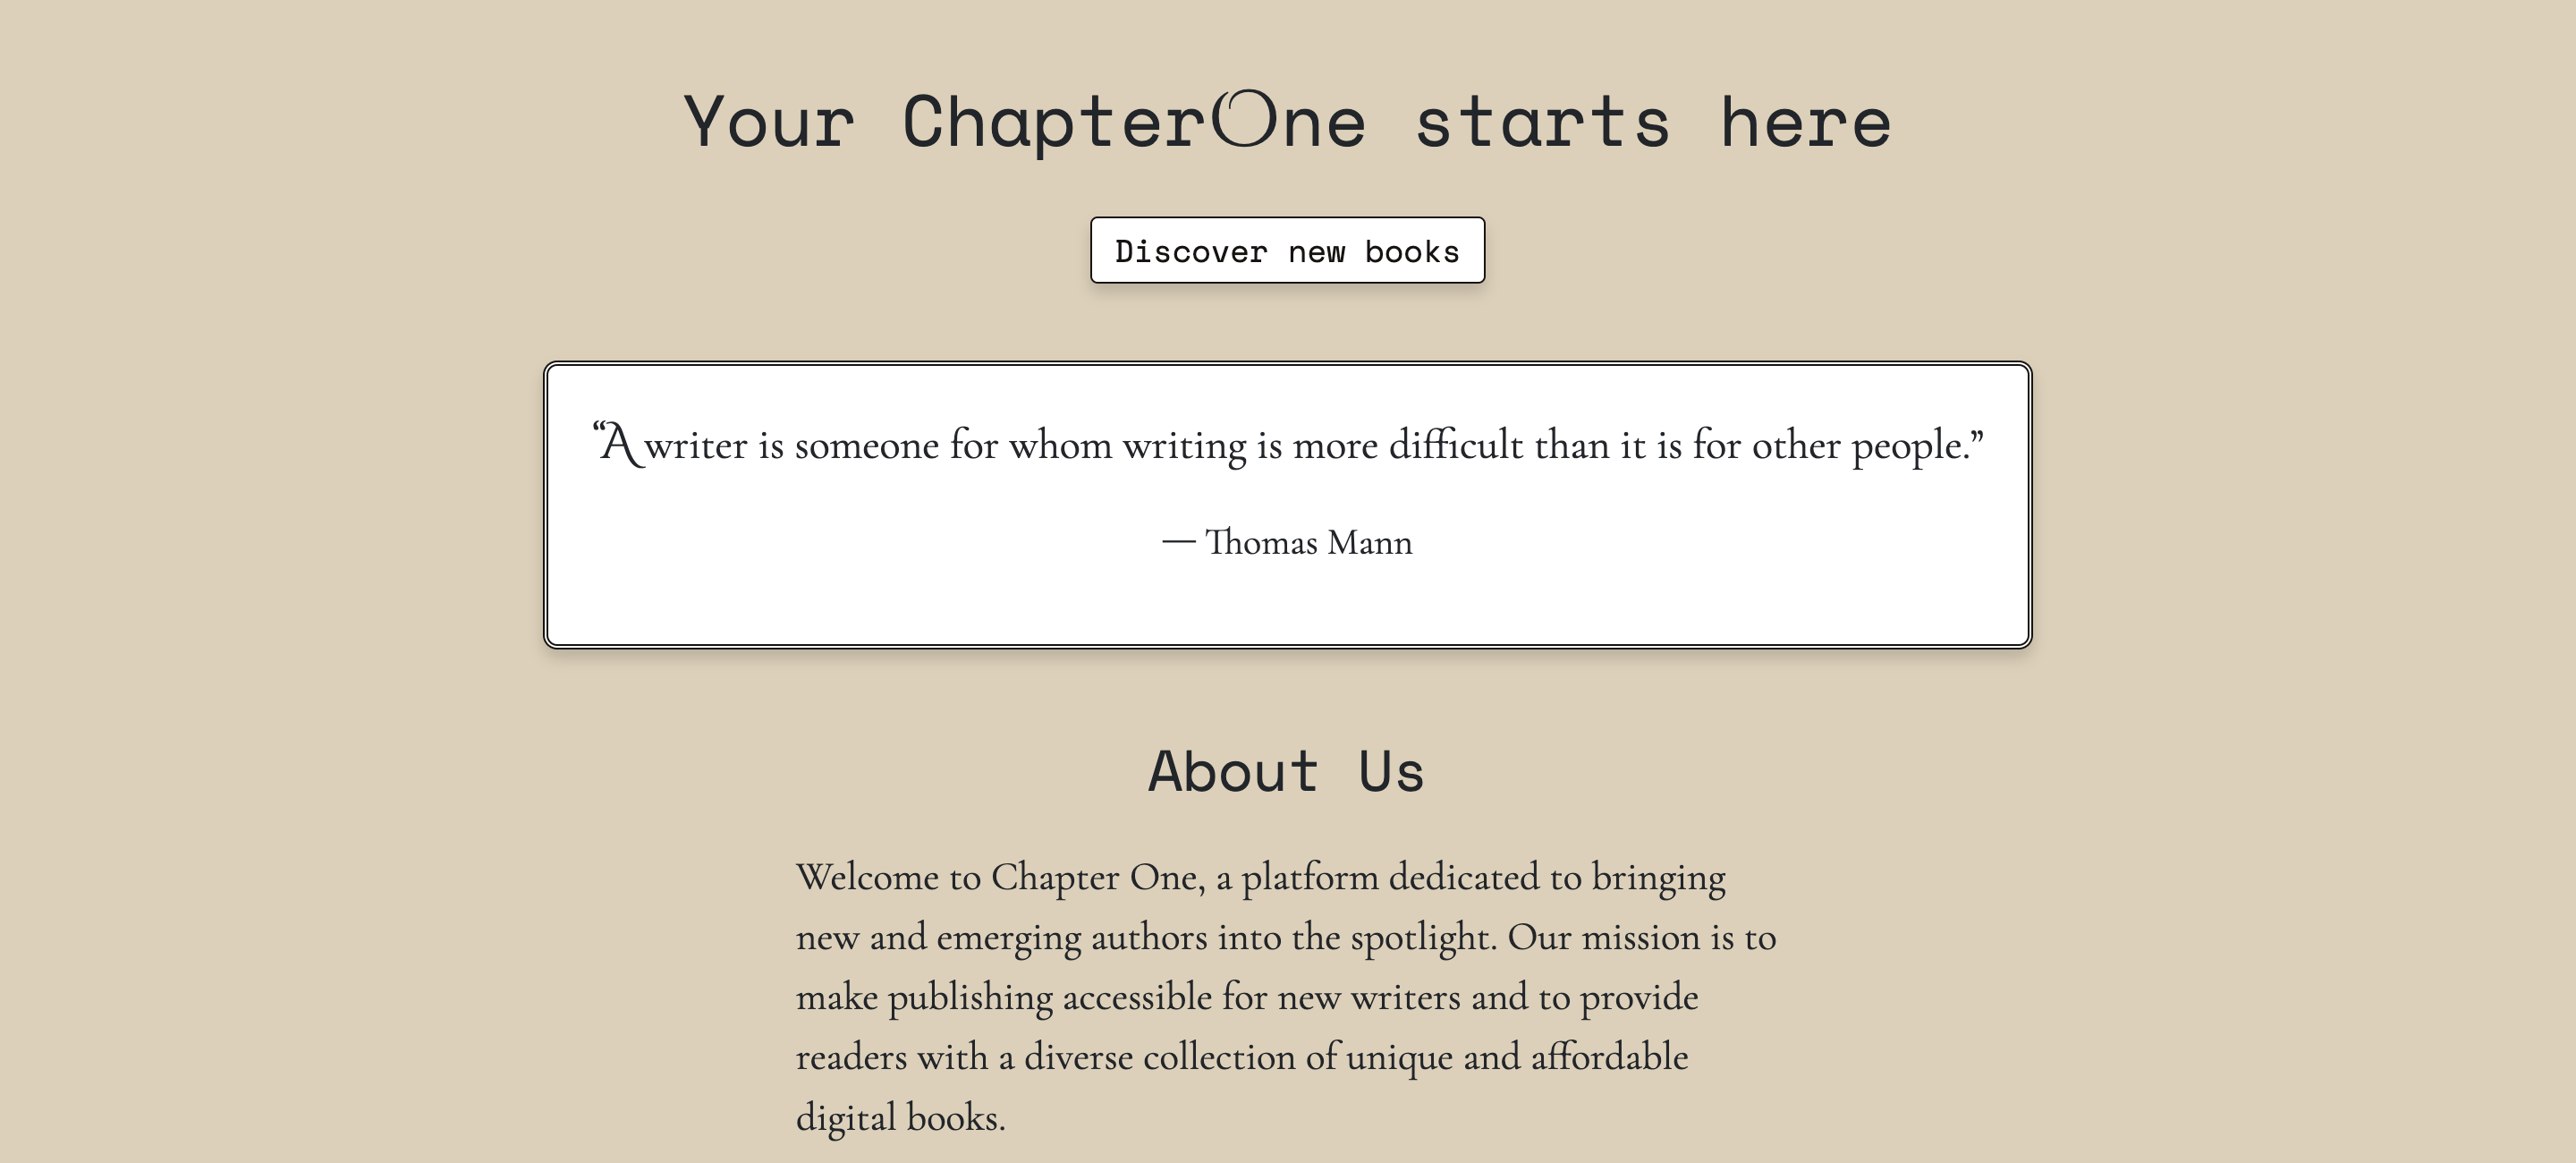 Your ChapterOne starts here
Discover new books
“A writer is someone for whom writing is more difficult than it is for other people.”
— Thomas Mann
About Us
Welcome to Chapter One, a platform dedicated to bringing
new and emerging authors into the spotlight. Our mission is to
make publishing accessible for new writers and to provide
readers with a diverse collection of unique and affordable
digital books.